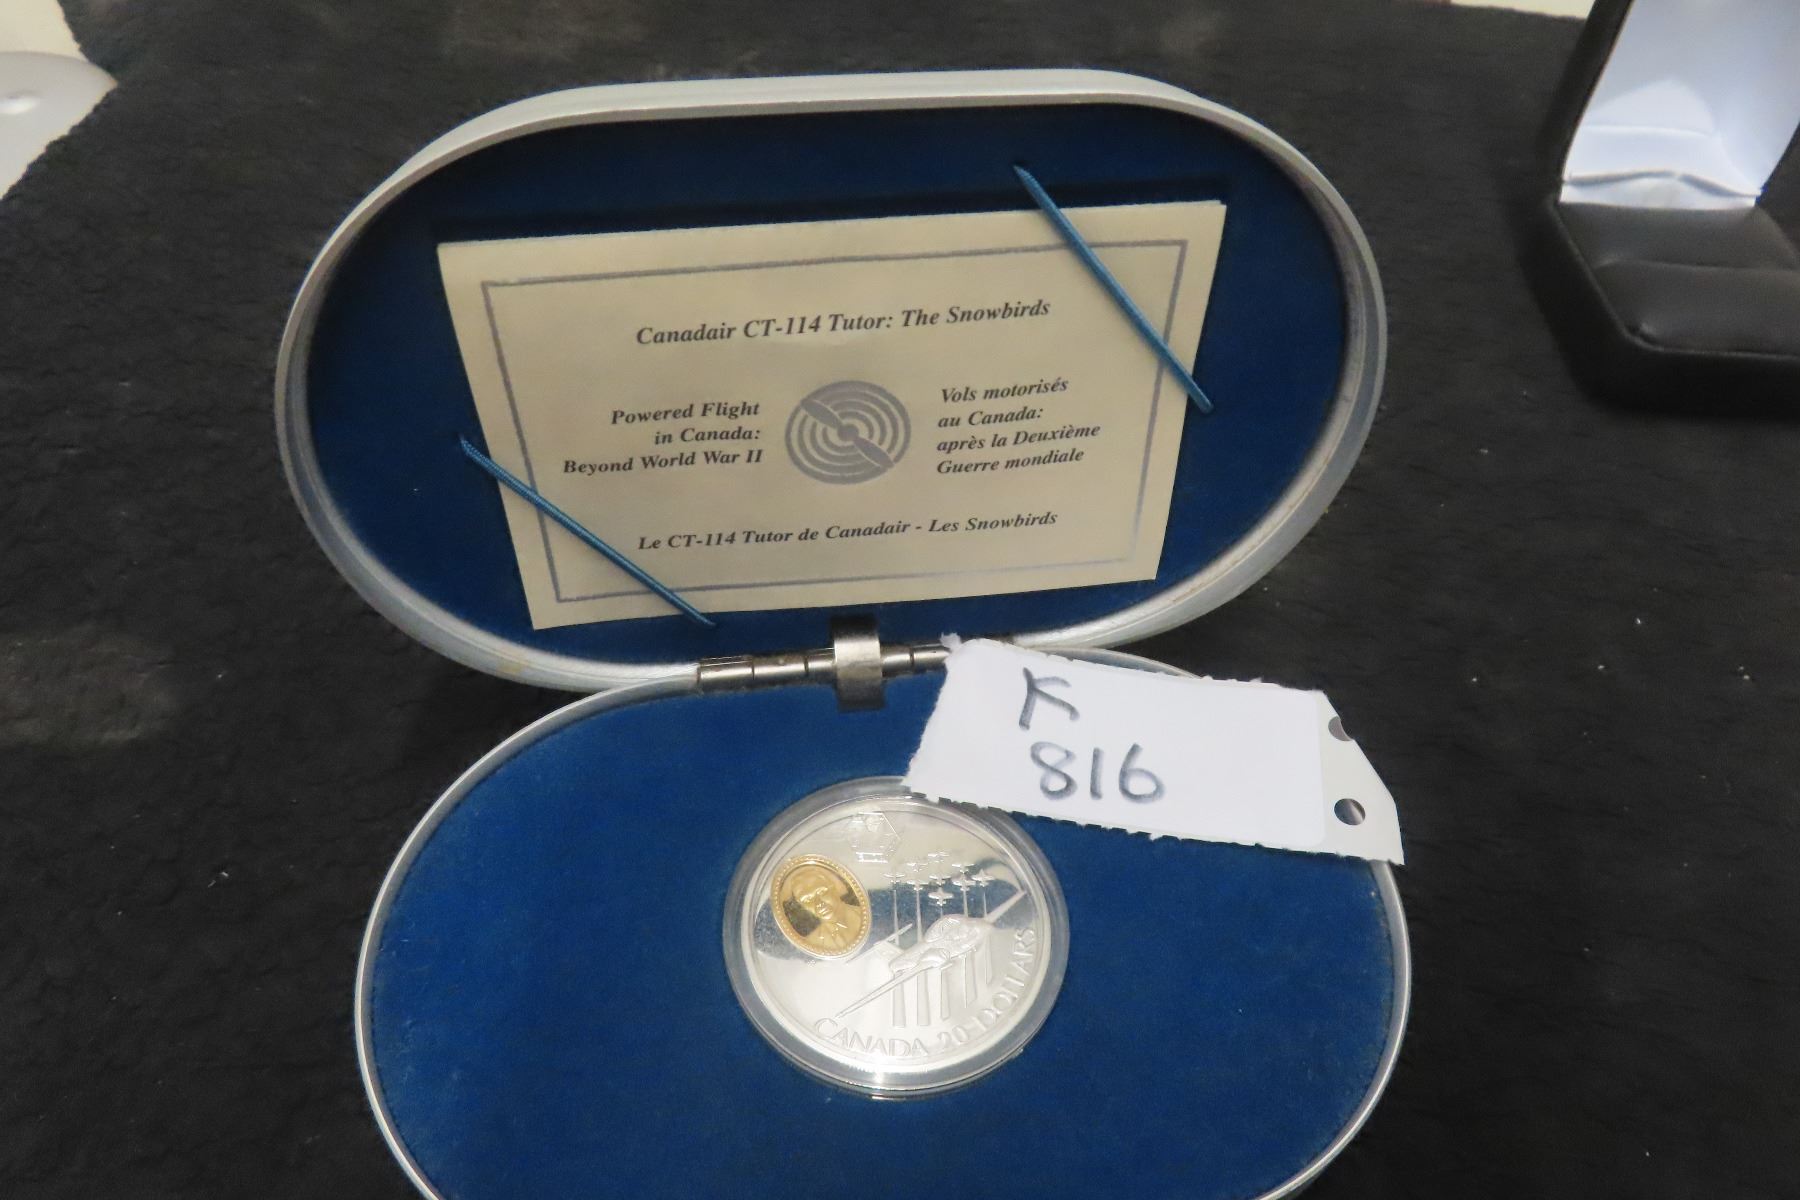 Canadair CT-114 Tutor: The Snowbirds
Powered Flight
in Canada:
Beyond World War II
Vols motorisés
au Canada:
après la Deuxième
Guerre mondiale
Le CT-114 Tutor de Canadair - Les Snowbirds
K
816
CANADA 20 DOLLARS